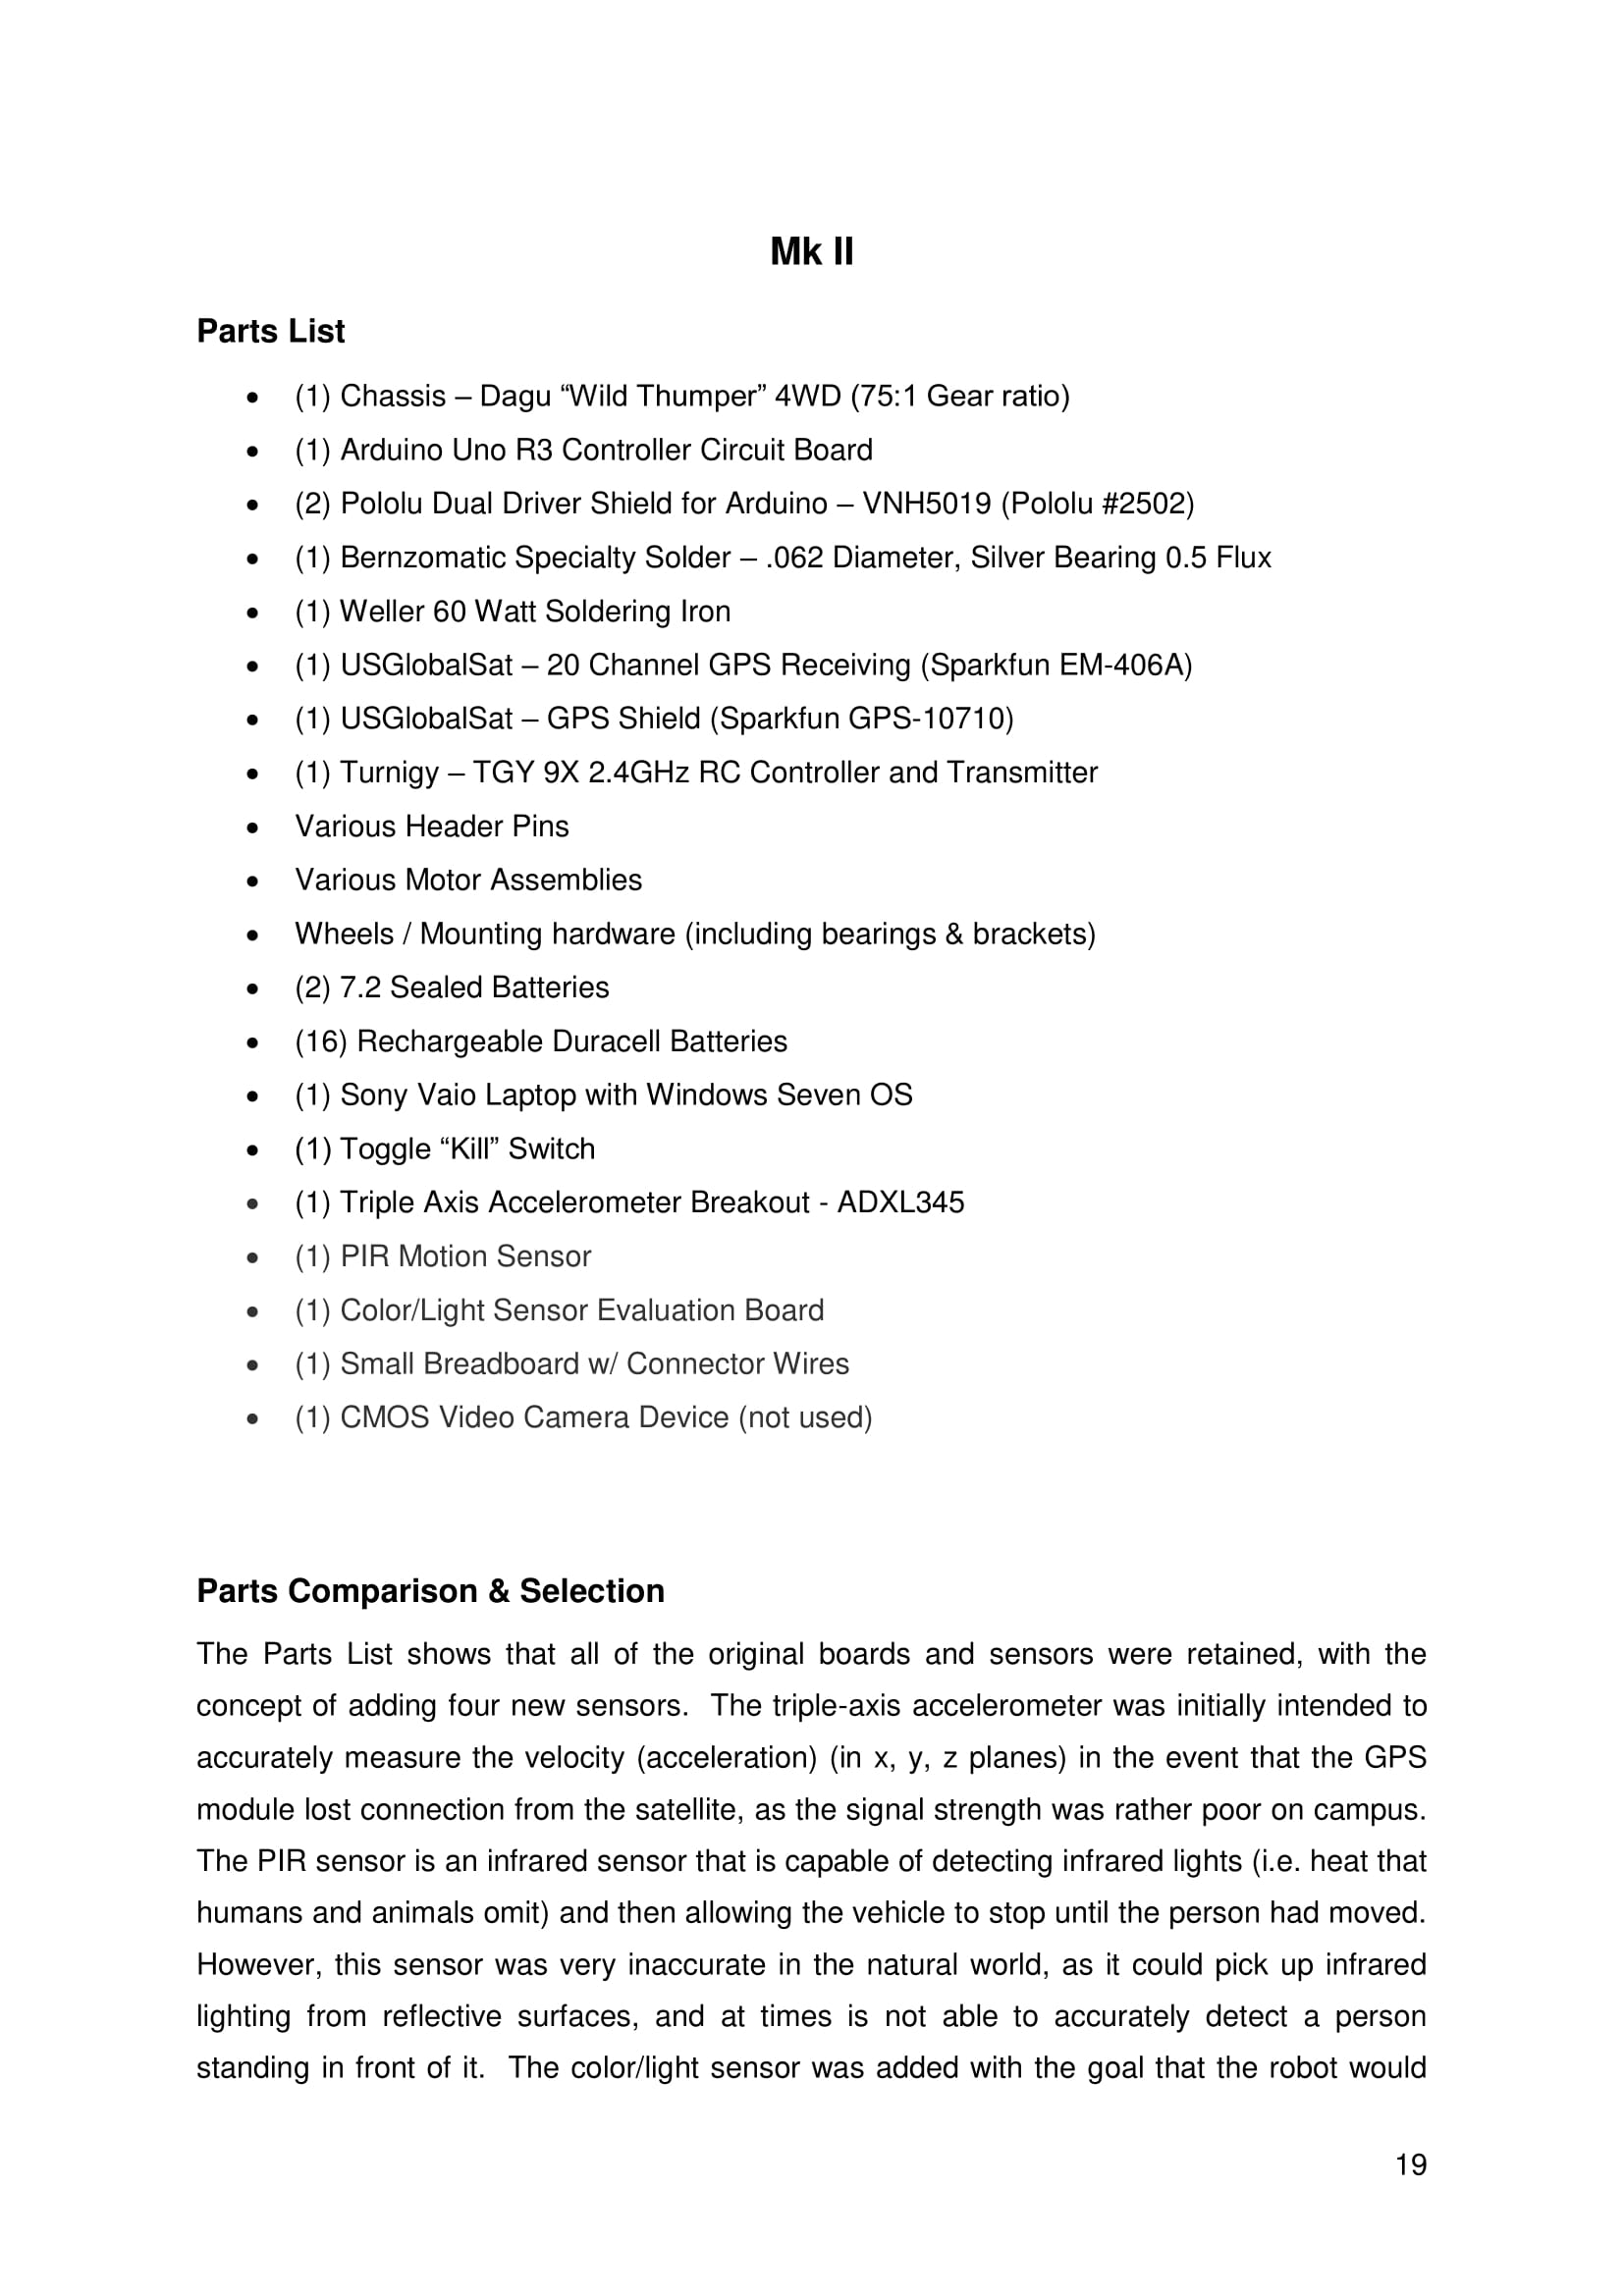 Mk II
Parts List
• (1) Chassis – Dagu “Wild Thumper” 4WD (75:1 Gear ratio)
• (1) Arduino Uno R3 Controller Circuit Board
• (2) Pololu Dual Driver Shield for Arduino – VNH5019 (Pololu #2502)
• (1) Bernzomatic Specialty Solder – .062 Diameter, Silver Bearing 0.5 Flux
• (1) Weller 60 Watt Soldering Iron
• (1) USGlobalSat – 20 Channel GPS Receiving (Sparkfun EM-406A)
• (1) USGlobalSat – GPS Shield (Sparkfun GPS-10710)
• (1) Turnigy – TGY 9X 2.4GHz RC Controller and Transmitter
• Various Header Pins
• Various Motor Assemblies
• Wheels / Mounting hardware (including bearings & brackets)
• (2) 7.2 Sealed Batteries
• (16) Rechargeable Duracell Batteries
• (1) Sony Vaio Laptop with Windows Seven OS
• (1) Toggle “Kill” Switch
• (1) Triple Axis Accelerometer Breakout - ADXL345
• (1) PIR Motion Sensor
• (1) Color/Light Sensor Evaluation Board
• (1) Small Breadboard w/ Connector Wires
• (1) CMOS Video Camera Device (not used)
Parts Comparison & Selection
The Parts List shows that all of the original boards and sensors were retained, with the
concept of adding four new sensors.  The triple-axis accelerometer was initially intended to
accurately measure the velocity (acceleration) (in x, y, z planes) in the event that the GPS
module lost connection from the satellite, as the signal strength was rather poor on campus.
The PIR sensor is an infrared sensor that is capable of detecting infrared lights (i.e. heat that
humans and animals omit) and then allowing the vehicle to stop until the person had moved.
However, this sensor was very inaccurate in the natural world, as it could pick up infrared
lighting from reflective surfaces, and at times is not able to accurately detect a person
standing in front of it.  The color/light sensor was added with the goal that the robot would
19